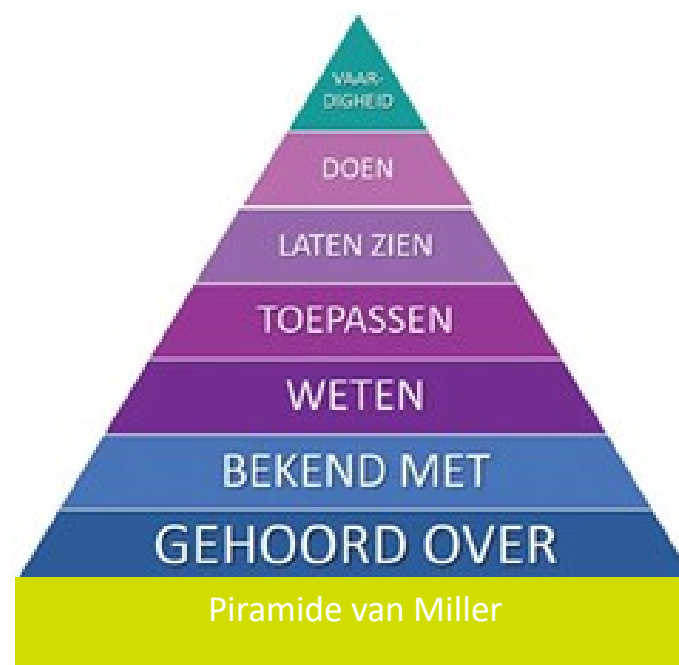 VAAR-
DIGHEID
DOEN
LATEN ZIEN
TOEPASSEN
WETEN
BEKEND MET
GEHOORD OVER
Piramide van Miller